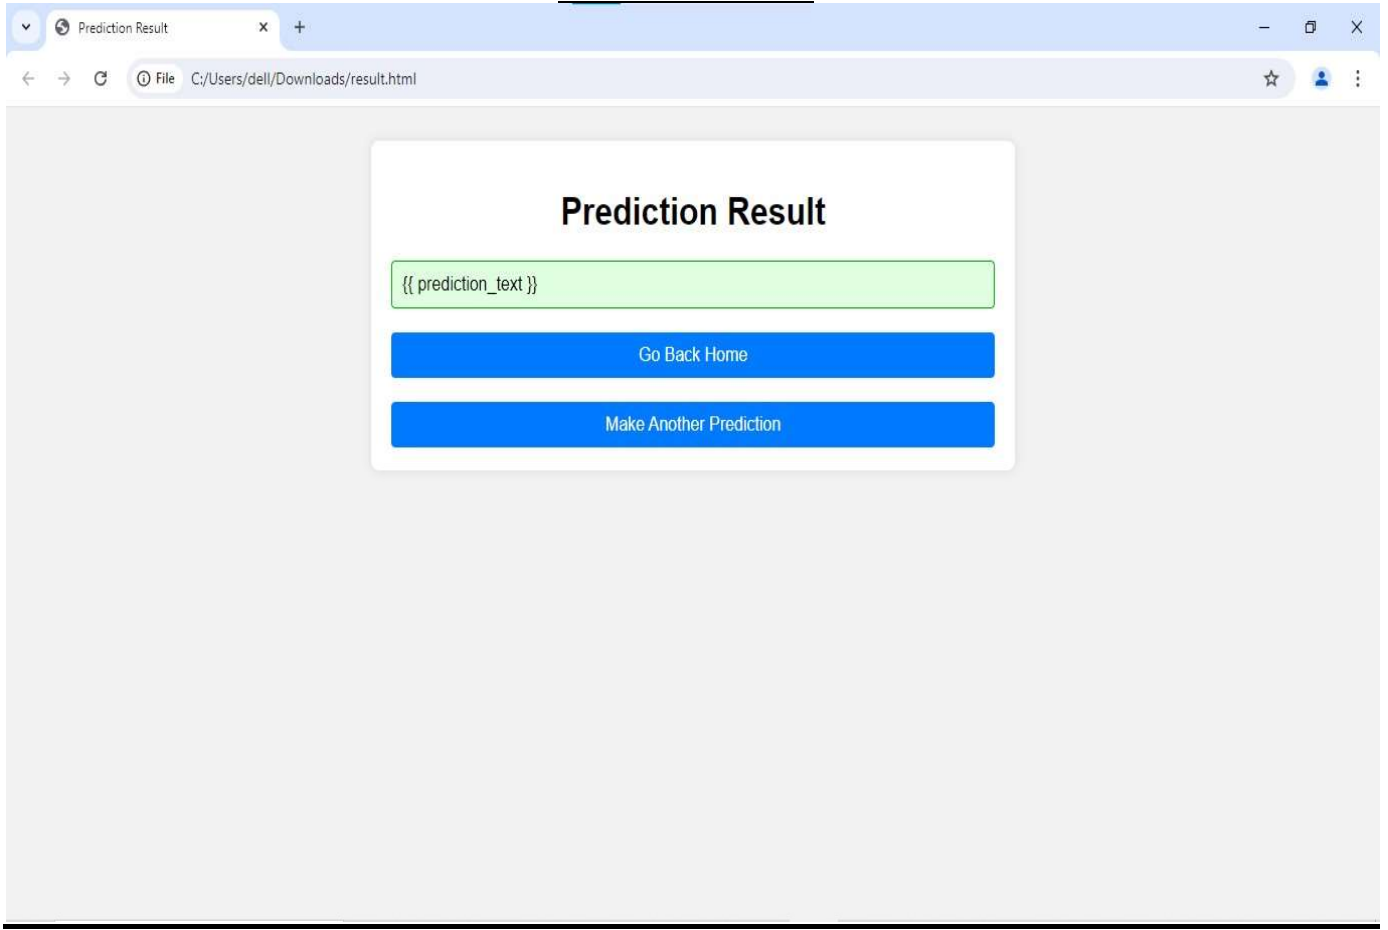 Prediction Result
File C:/Users/dell/Downloads/result.html
Prediction Result
{{ prediction_text }}
Go Back Home
Make Another Prediction